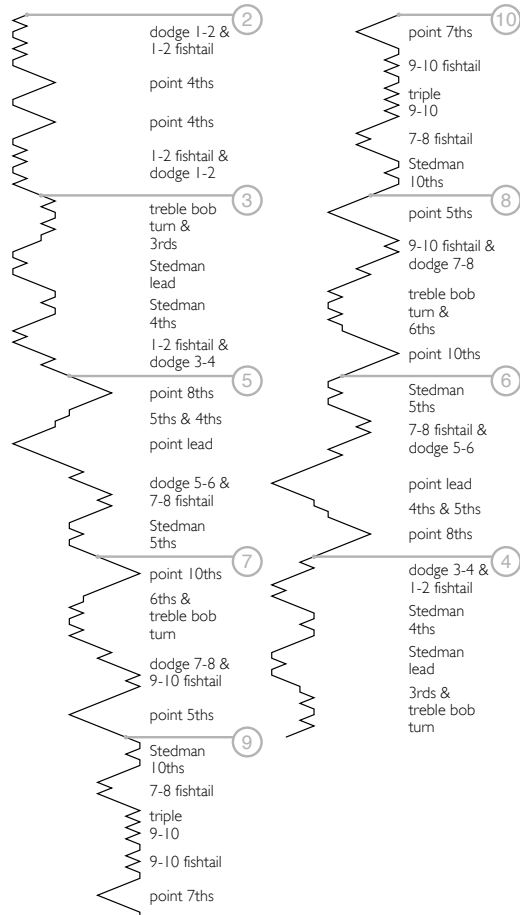 2
dodge 1-2 &
1-2 fishtail
point 4ths
point 4ths
1-2 fishtail &
dodge 1-2
3
treble bob
turn &
3rds
Stedman
lead
Stedman
4ths
1-2 fishtail &
dodge 3-4
5
point 8ths
5ths & 4ths
point lead
dodge 5-6 &
7-8 fishtail
Stedman
5ths
7
point 10ths
6ths &
treble bob
turn
dodge 7-8 &
9-10 fishtail
point 5ths
9
Stedman
10ths
7-8 fishtail
triple
9-10
9-10 fishtail
point 7ths
10
point 7ths
9-10 fishtail
triple
9-10
7-8 fishtail
Stedman
10ths
8
point 5ths
9-10 fishtail &
dodge 7-8
treble bob
turn &
6ths
point 10ths
6
Stedman
5ths
7-8 fishtail &
dodge 5-6
point lead
4ths & 5ths
point 8ths
4
dodge 3-4 &
1-2 fishtail
Stedman
4ths
Stedman
lead
3rds &
treble bob
turn